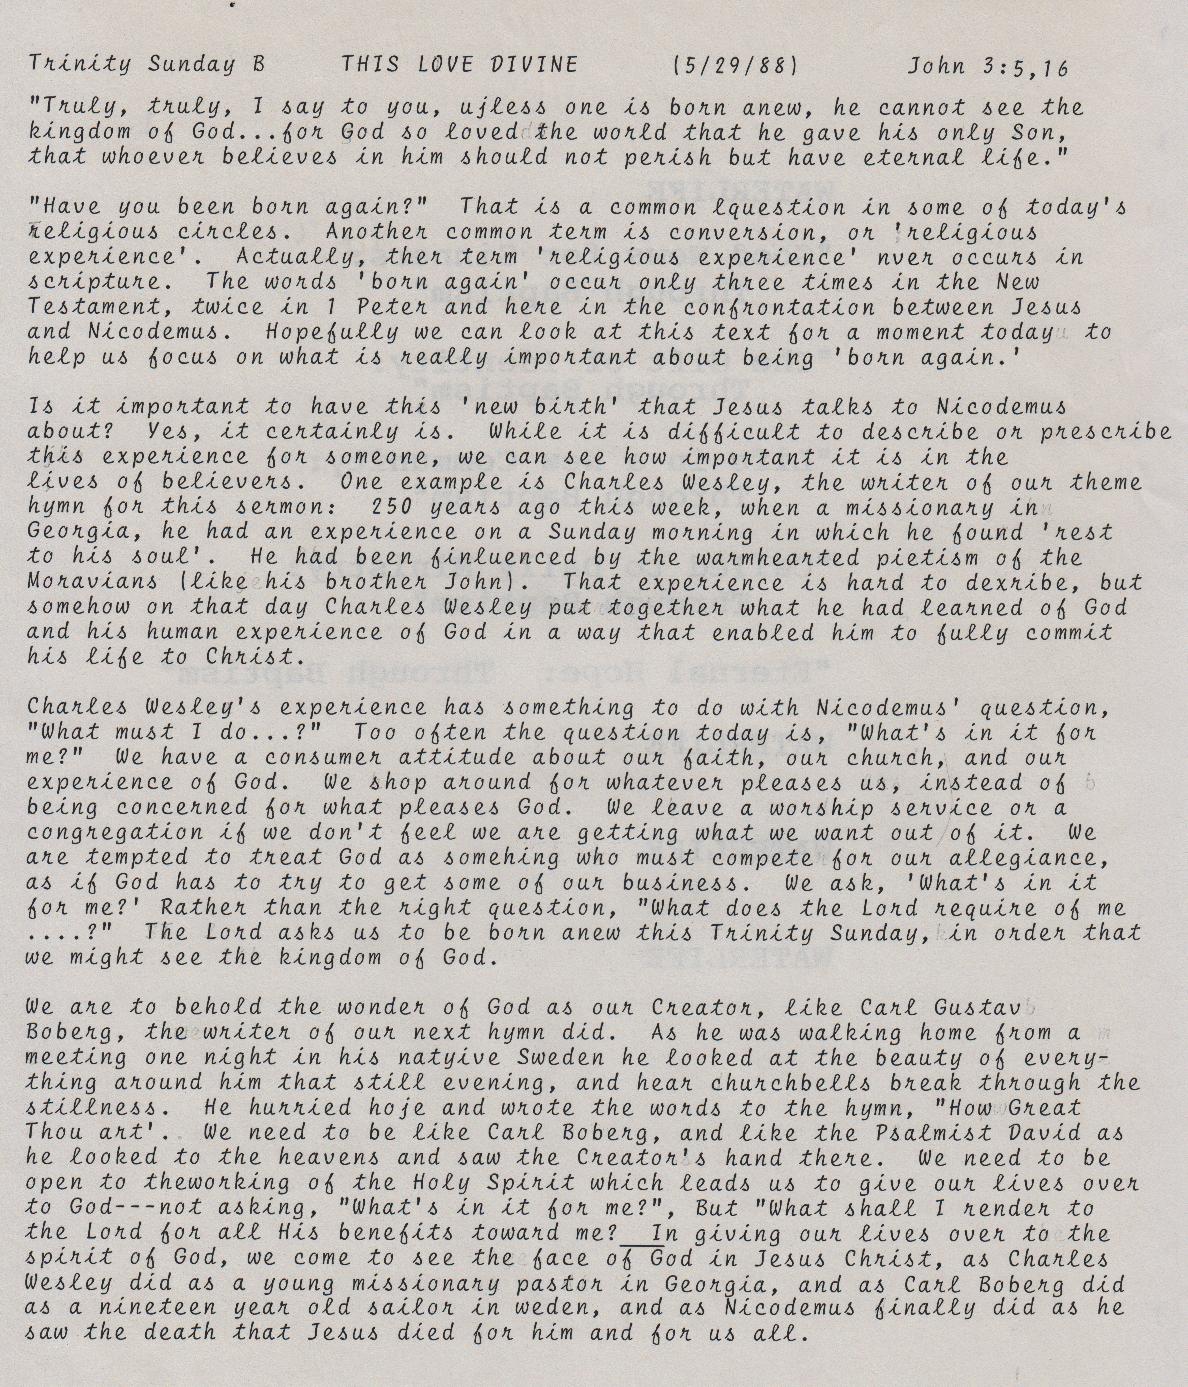 Trinity Sunday B THIS LOVE DIVINE (5/29/88) John 3:5,16
"Truly, truly, I say to you, ujless one is born anew, he cannot see the
kingdom of God...for God so loved the world that he gave his only Son,
that whoever believes in him should not perish but have eternal life."
"Have you been born again?" That is a common lquestion in some of today's
religious circles. Another common term is conversion, or 'religious
experience'. Actually, ther term 'religious experience' nver occurs in
scripture. The words 'born again' occur only three times in the New
Testament, twice in 1 Peter and here in the confrontation between Jesus
and Nicodemus. Hopefully we can look at this text for a moment today to
help us focus on what is really important about being 'born again.'
Is it important to have this 'new birth' that Jesus talks to Nicodemus
about? Yes, it certainly is. While it is difficult to describe or prescribe
this experience for someone, we can see how important it is in the
lives of believers. One example is Charles Wesley, the writer of our theme
hymn for this sermon: 250 years ago this week, when a missionary in
Georgia, he had an experience on a Sunday morning in which he found 'rest
to his soul'. He had been finluenced by the warmhearted pietism of the
Moravians (like his brother John). That experience is hard to dexribe, but
somehow on that day Charles Wesley put together what he had learned of God
and his human experience of God in a way that enabled him to fully commit
his life to Christ.
Charles Wesley's experience has something to do with Nicodemus' question,
"What must I do...?" Too often the question today is, "What's in it for
me?" We have a consumer attitude about our faith, our church, and our
experience of God. We shop around for whatever pleases us, instead of
being concerned for what pleases God. We leave a worship service or a
congregation if we don't feel we are getting what we want out of it. We
are tempted to treat God as somehing who must compete for our allegiance,
as if God has to try to get some of our business. We ask, 'What's in it
for me?' Rather than the right question, "What does the Lord require of me
....?" The Lord asks us to be born anew this Trinity Sunday, in order that
we might see the kingdom of God.
We are to behold the wonder of God as our Creator, like Carl Gustav
Boberg, the writer of our next hymn did. As he was walking home from a
meeting one night in his natyive Sweden he looked at the beauty of every-
thing around him that still evening, and hear churchbells break through the
stillness. He hurried hoje and wrote the words to the hymn, "How Great
Thou art'. We need to be like Carl Boberg, and like the Psalmist David as
he looked to the heavens and saw the Creator's hand there. We need to be
open to theworking of the Holy Spirit which leads us to give our lives over
to God---not asking, "What's in it for me?", But "What shall I render to
the Lord for all His benefits toward me? In giving our lives over to the
spirit of God, we come to see the face of God in Jesus Christ, as Charles
Wesley did as a young missionary pastor in Georgia, and as Carl Boberg did
as a nineteen year old sailor in weden, and as Nicodemus finally did as he
saw the death that Jesus died for him and for us all.